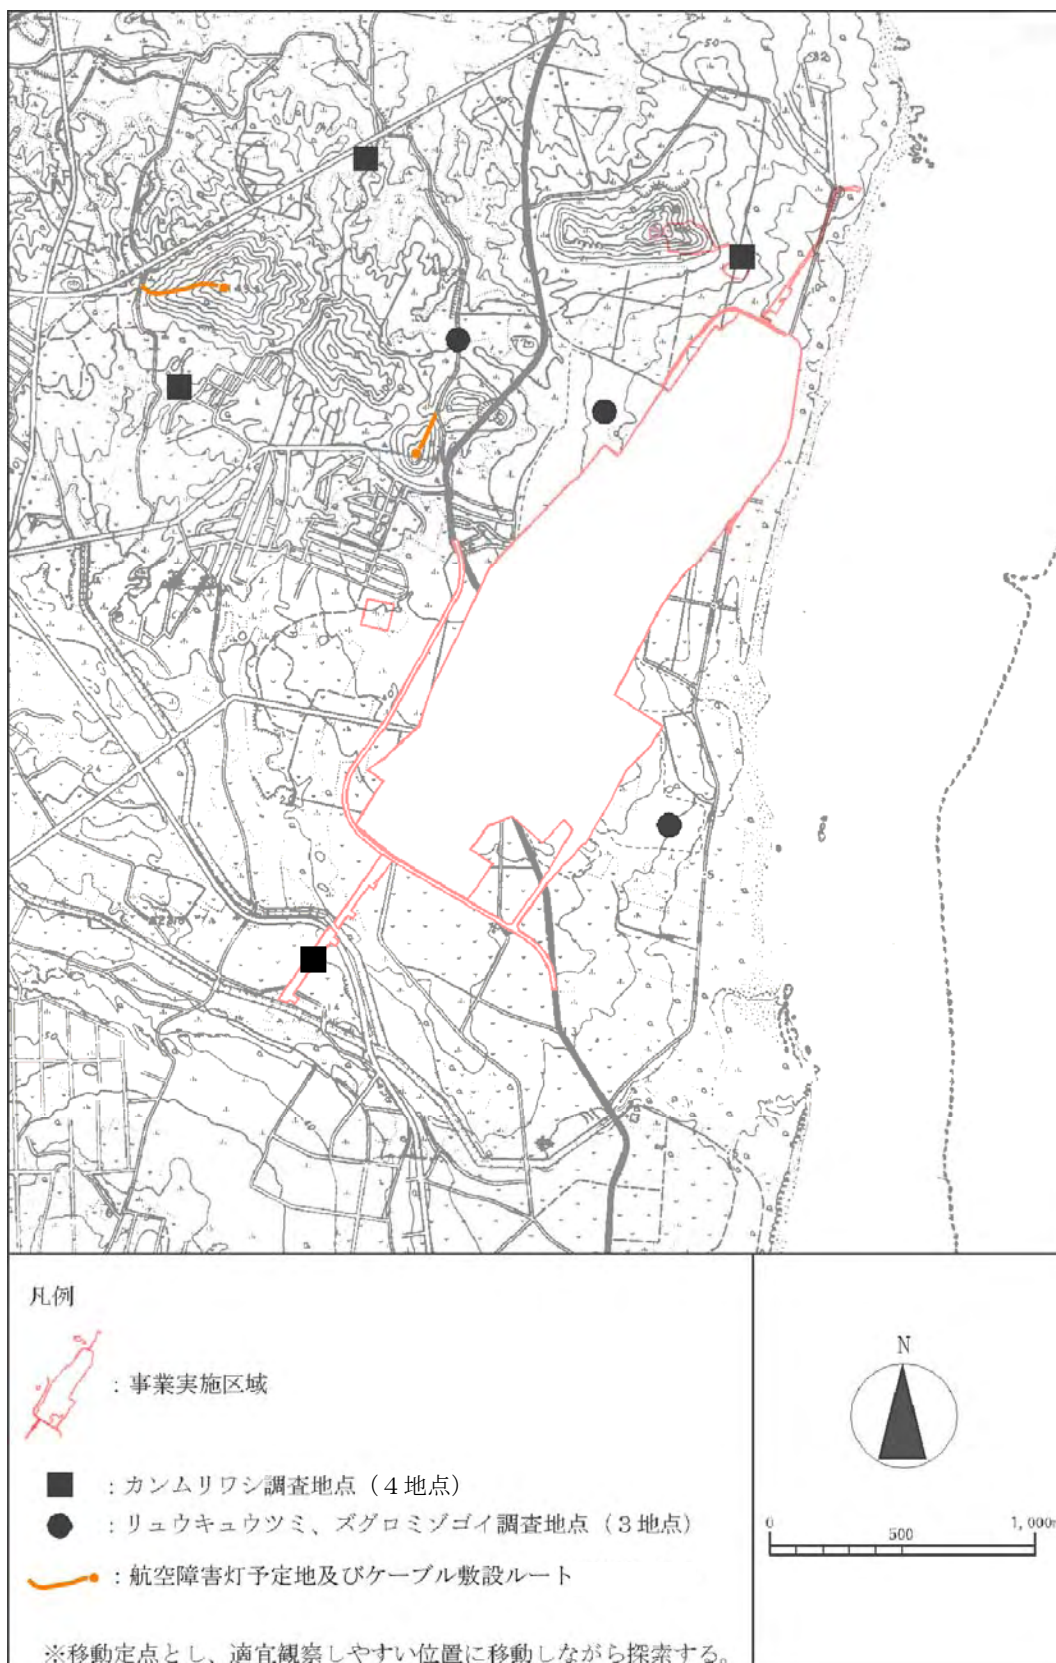 50
凡例
：事業実施区域
：カンムリワシ調査地点（４地点）
：リュウキュウツミ、ズグロミゾゴイ調査地点（３地点）
：航空障害灯予定地及びケーブル敷設ルート
※移動定点とし、適宜観察しやすい位置に移動しながら探索する。
N
0 500 1,000m